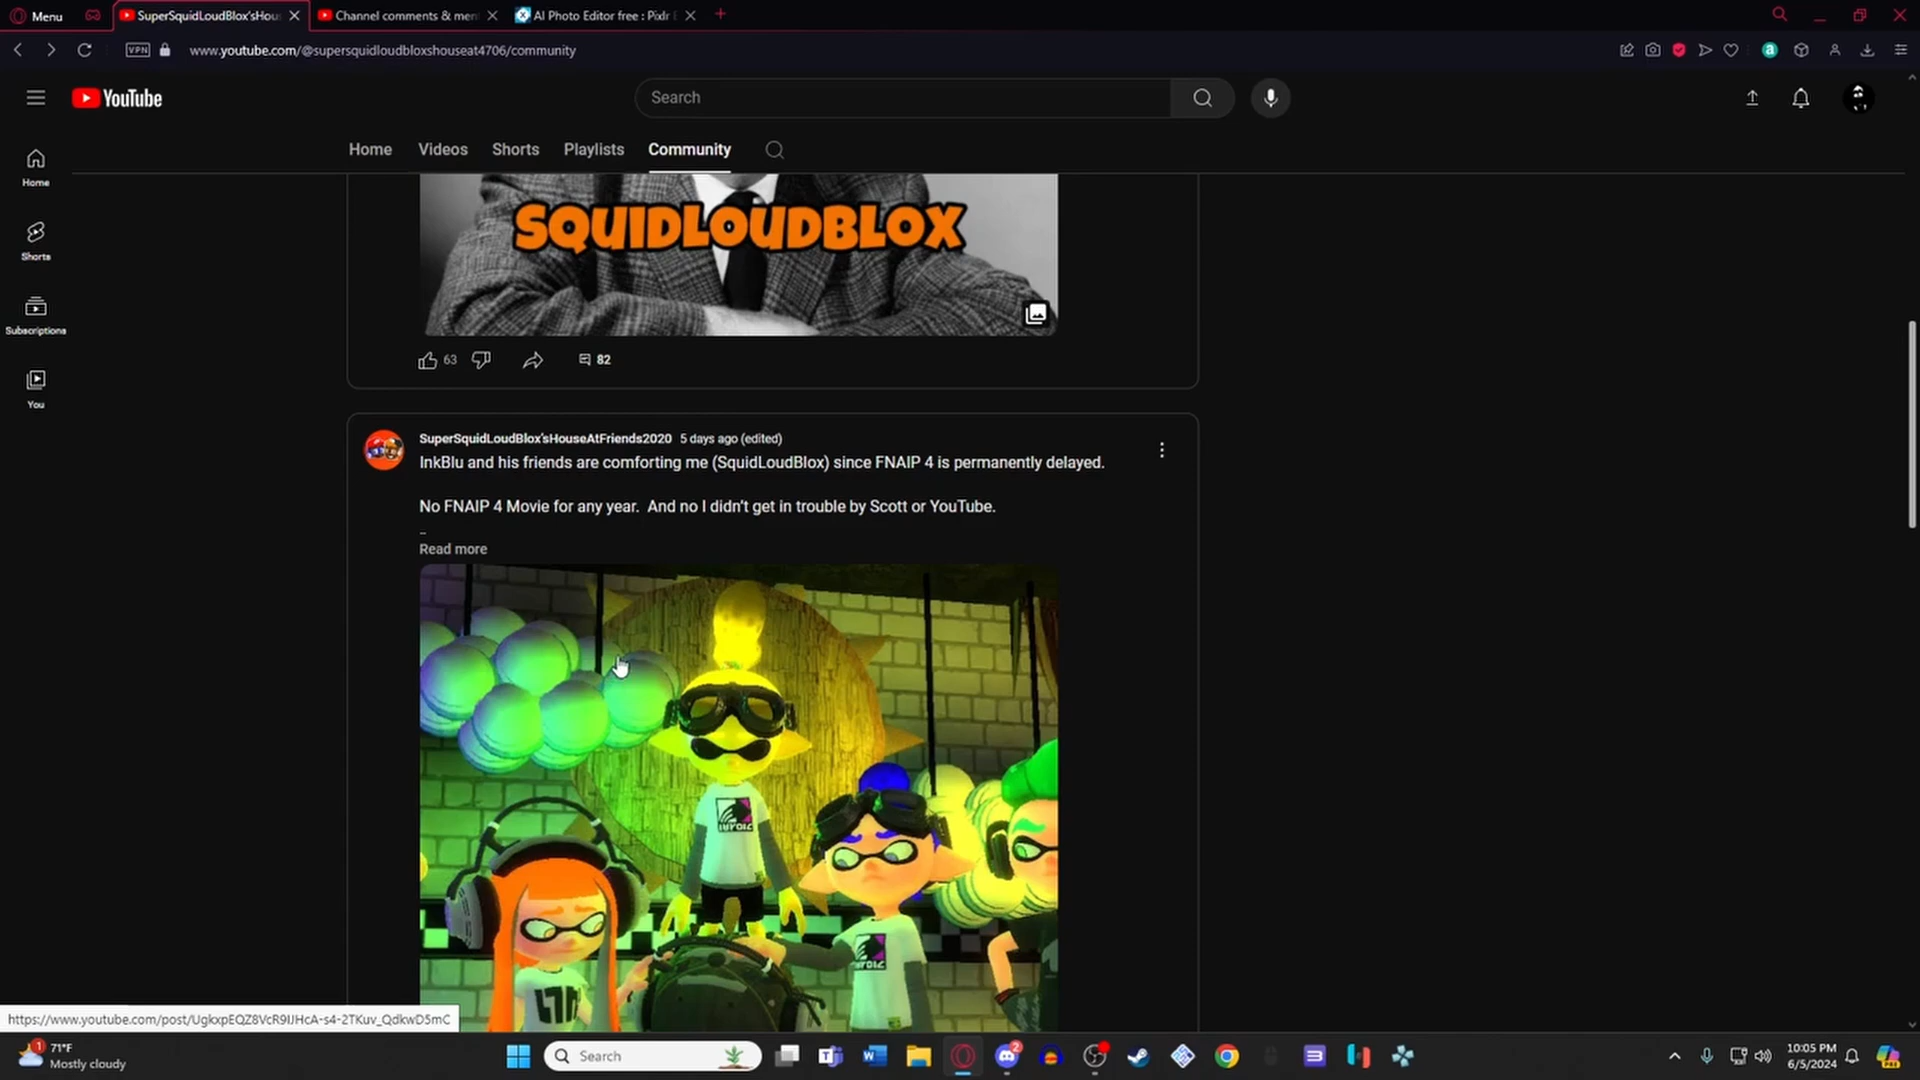 Menu
SuperSquidLoudBlox'sHous
Channel comments & men
AI Photo Editor free : Pixlr E
VPN
www.youtube.com/@supersquidloudbloxshouseat4706/community
YouTube
Search
Home
Videos
Shorts
Playlists
Community
Home
Shorts
Subscriptions
You
SQUIDLOUDBLOX
63
82
SuperSquidLoudBlox'sHouseAtFriends2020 5 days ago (edited)
InkBlu and his friends are comforting me (SquidLoudBlox) since FNAIP 4 is permanently delayed.
No FNAIP 4 Movie for any year. And no I didn't get in trouble by Scott or YouTube.
Read more
https://www.youtube.com/post/UgkxpEQZ8VcR9IJHcA-s4-2TKuv_QdkwD5mC
1
71°F
Mostly cloudy
Search
2
10:05 PM
6/5/2024